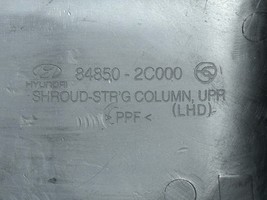 84850-2C000
HYUNDAI
SHROUD-STR'G COLUMN, UPR
>PPF< (LHD)